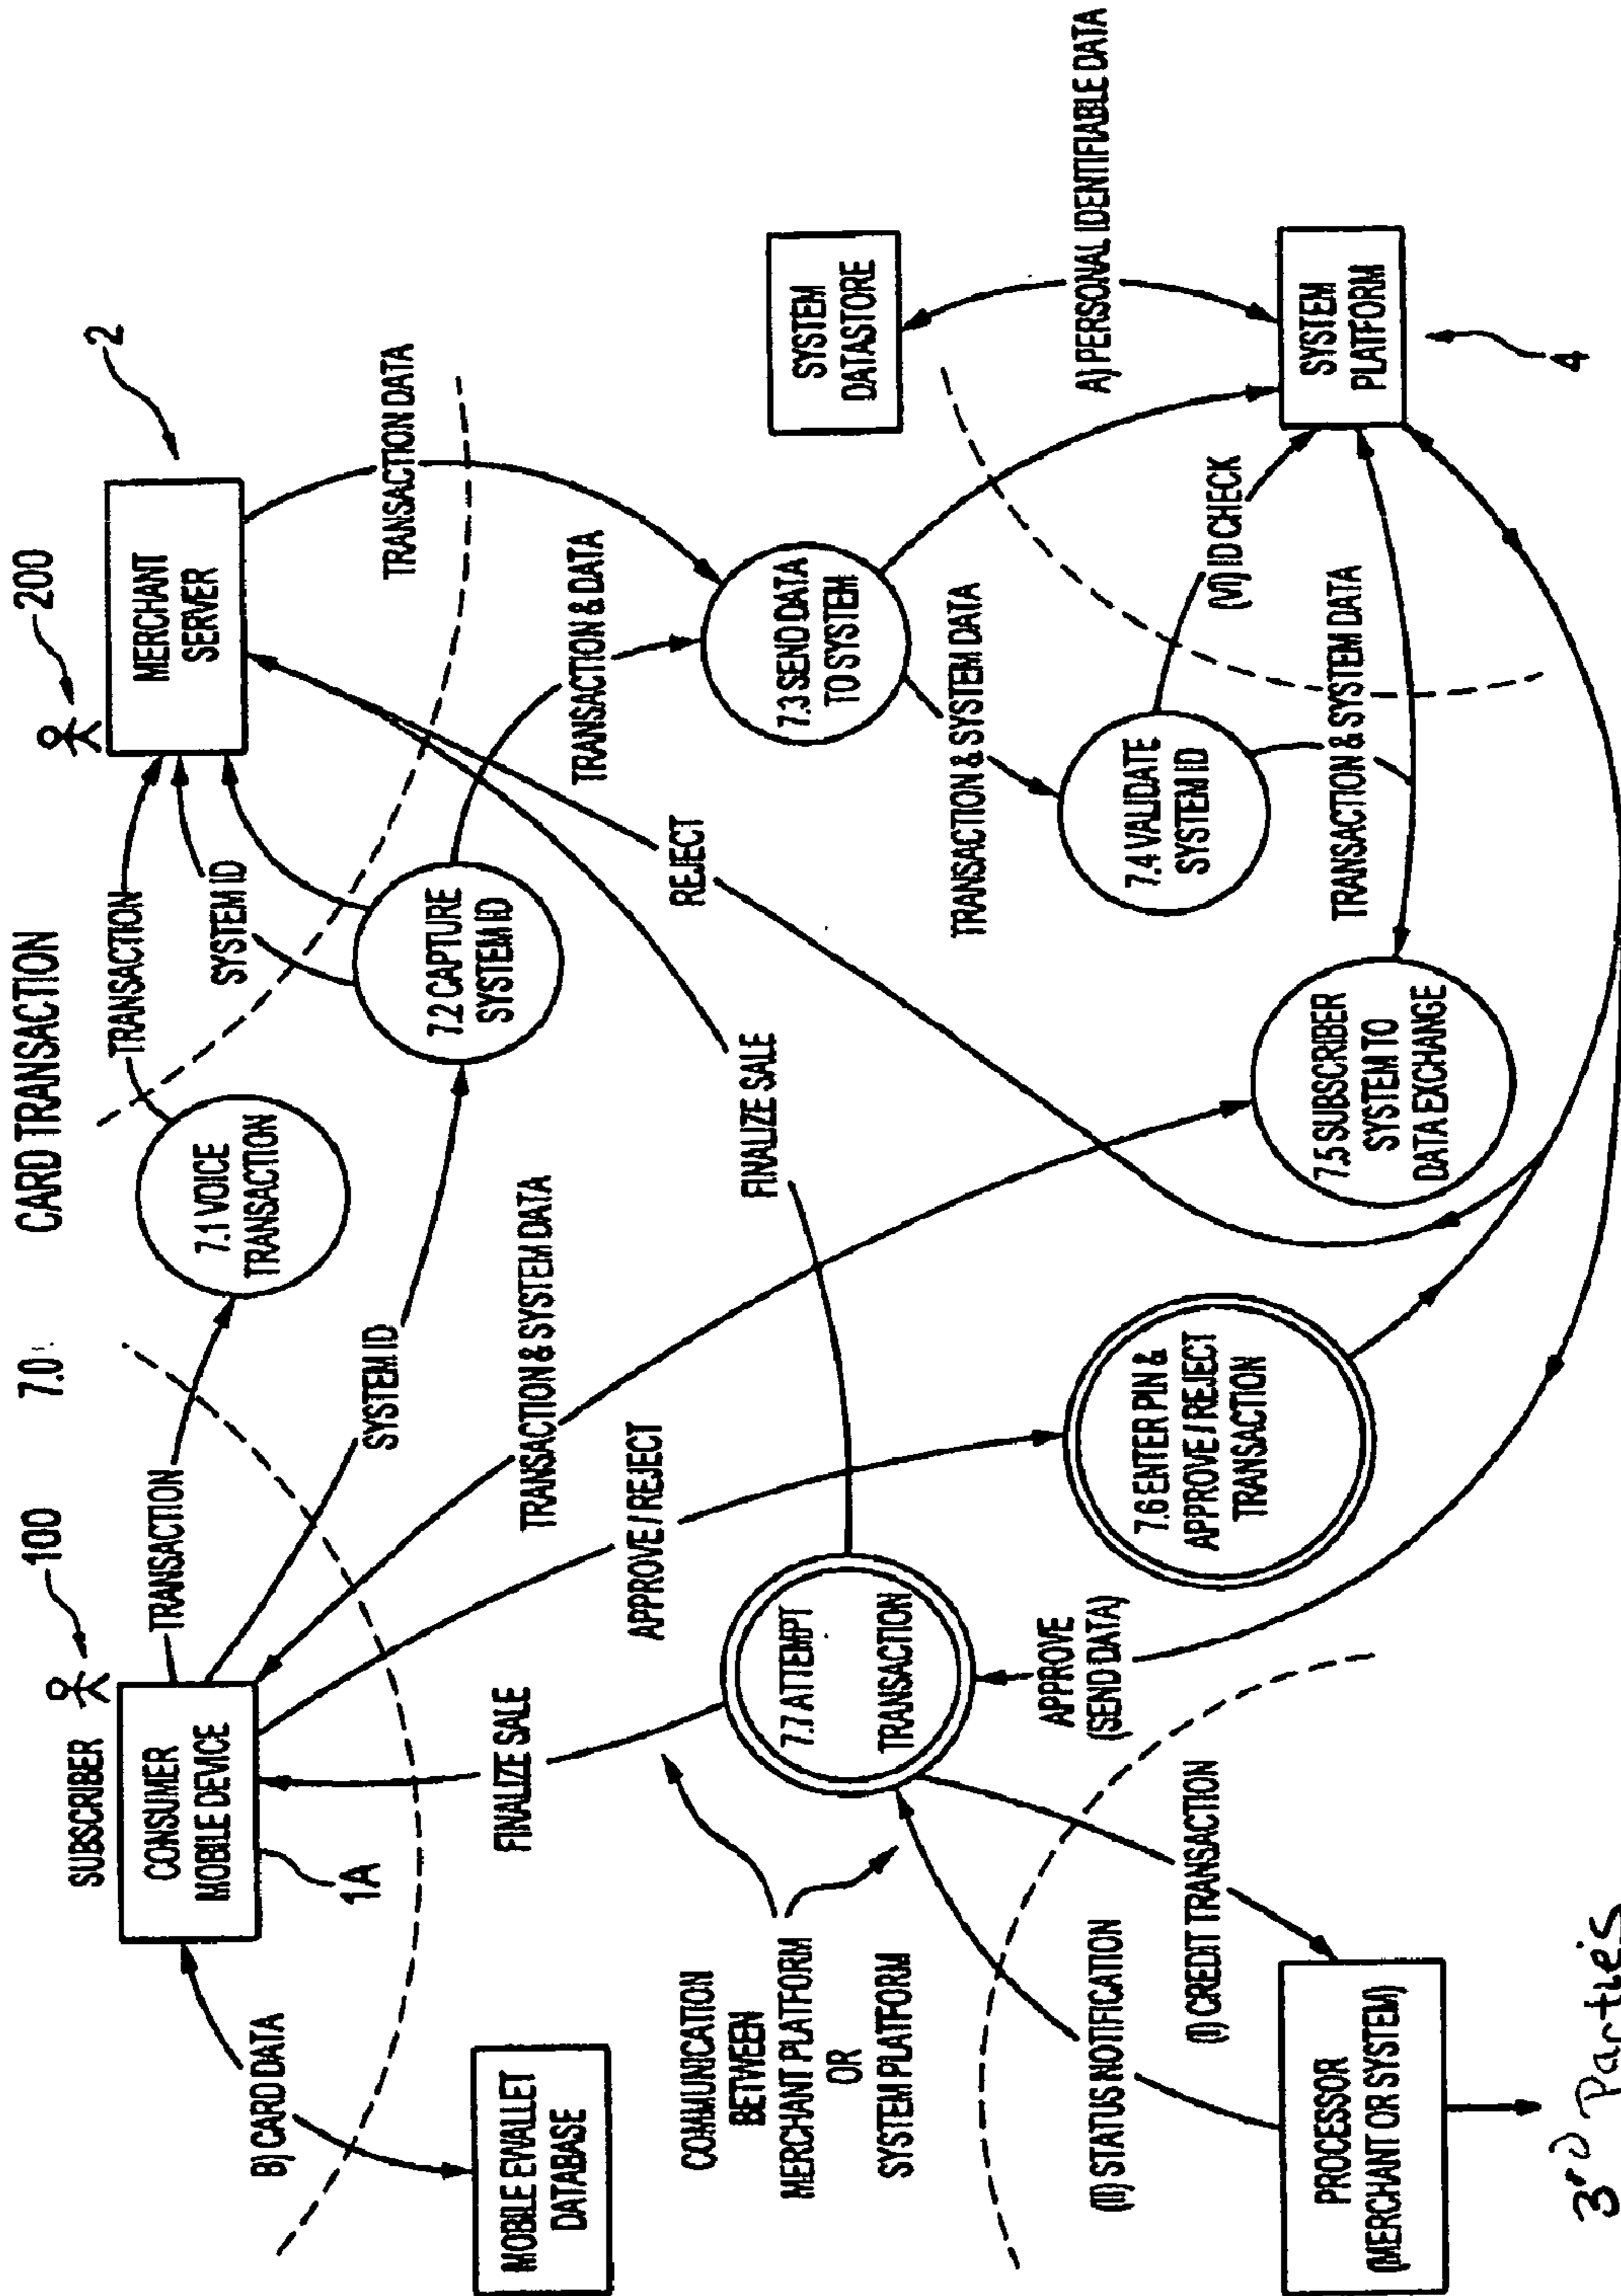 7.0
CARD TRANSACTION
SUBSCRIBER
100
200
CONSUMER
MOBILE DEVICE
1A
MERCHANT
SERVER
2
TRANSACTION
7.1 VOICE
TRANSACTION
TRANSACTION
SYSTEM ID
7.2 CAPTURE
SYSTEM ID
SYSTEM ID
TRANSACTION DATA
TRANSACTION & DATA
B) CARD DATA
MOBILE EWALLET
DATABASE
TRANSACTION & SYSTEM DATA
APPROVE / REJECT
FINALIZE SALE
FINALIZE SALE
REJECT
7.3 SEND DATA
TO SYSTEM
SYSTEM
DATASTORE
A) PERSONAL IDENTIFIABLE DATA
COMMUNICATION
BETWEEN
MERCHANT PLATFORM
OR
SYSTEM PLATFORM
7.7 ATTEMPT
TRANSACTION
TRANSACTION & SYSTEM DATA
7.4 VALIDATE
SYSTEM ID
(VI) ID CHECK
TRANSACTION & SYSTEM DATA
SYSTEM
PLATFORM
4
APPROVE
(SEND DATA)
7.6 ENTER PIN &
APPROVE / REJECT
TRANSACTION
7.5 SUBSCRIBER
SYSTEM TO
DATA EXCHANGE
(II) STATUS NOTIFICATION
(I) CREDIT TRANSACTION
PROCESSOR
(MERCHANT OR SYSTEM)
3rd Parties